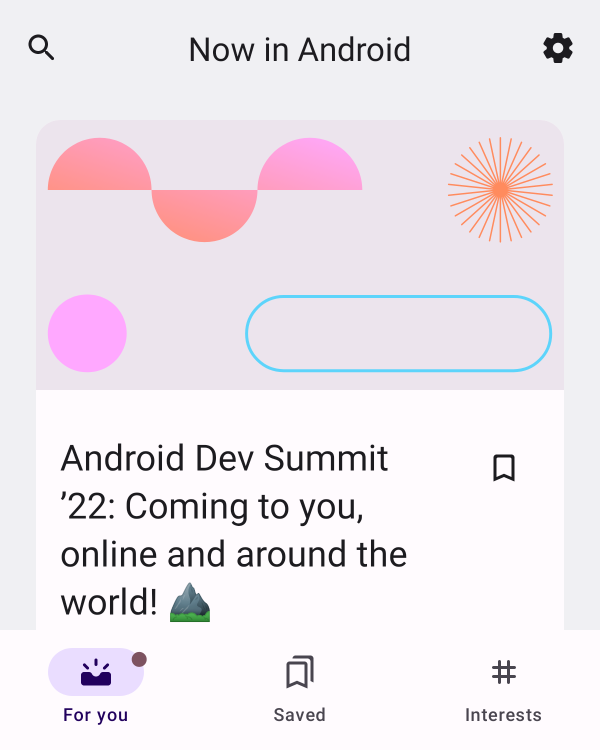 Now in Android
Android Dev Summit
’22: Coming to you,
online and around the
world! ⛰️
For you
Saved
Interests